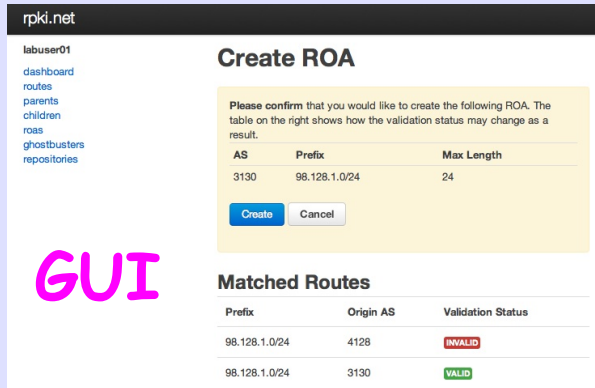 rpki.net
labuser01
dashboard
routes
parents
children
roas
ghostbusters
repositories
GUI
Create ROA
Please confirm that you would like to create the following ROA. The
table on the right shows how the validation status may change as a
result.
AS Prefix Max Length
3130 98.128.1.0/24 24
Create Cancel
Matched Routes
Prefix Origin AS Validation Status
98.128.1.0/24 4128 INVALID
98.128.1.0/24 3130 VALID